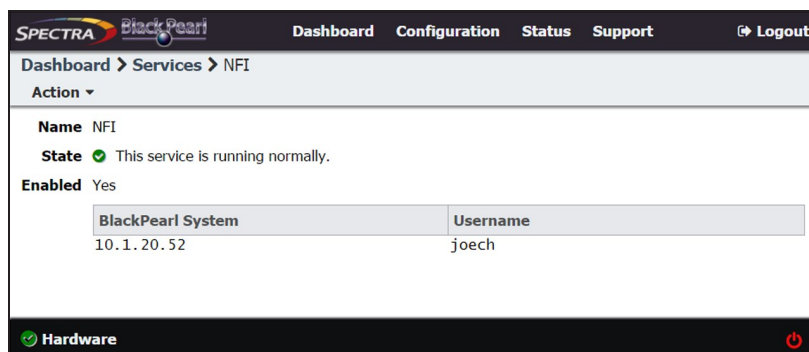 SPECTRA BlackPearl Dashboard Configuration Status Support Logout
Dashboard > Services > NFI
Action
Name NFI
State This service is running normally.
Enabled Yes
BlackPearl System Username
10.1.20.52 joech
Hardware